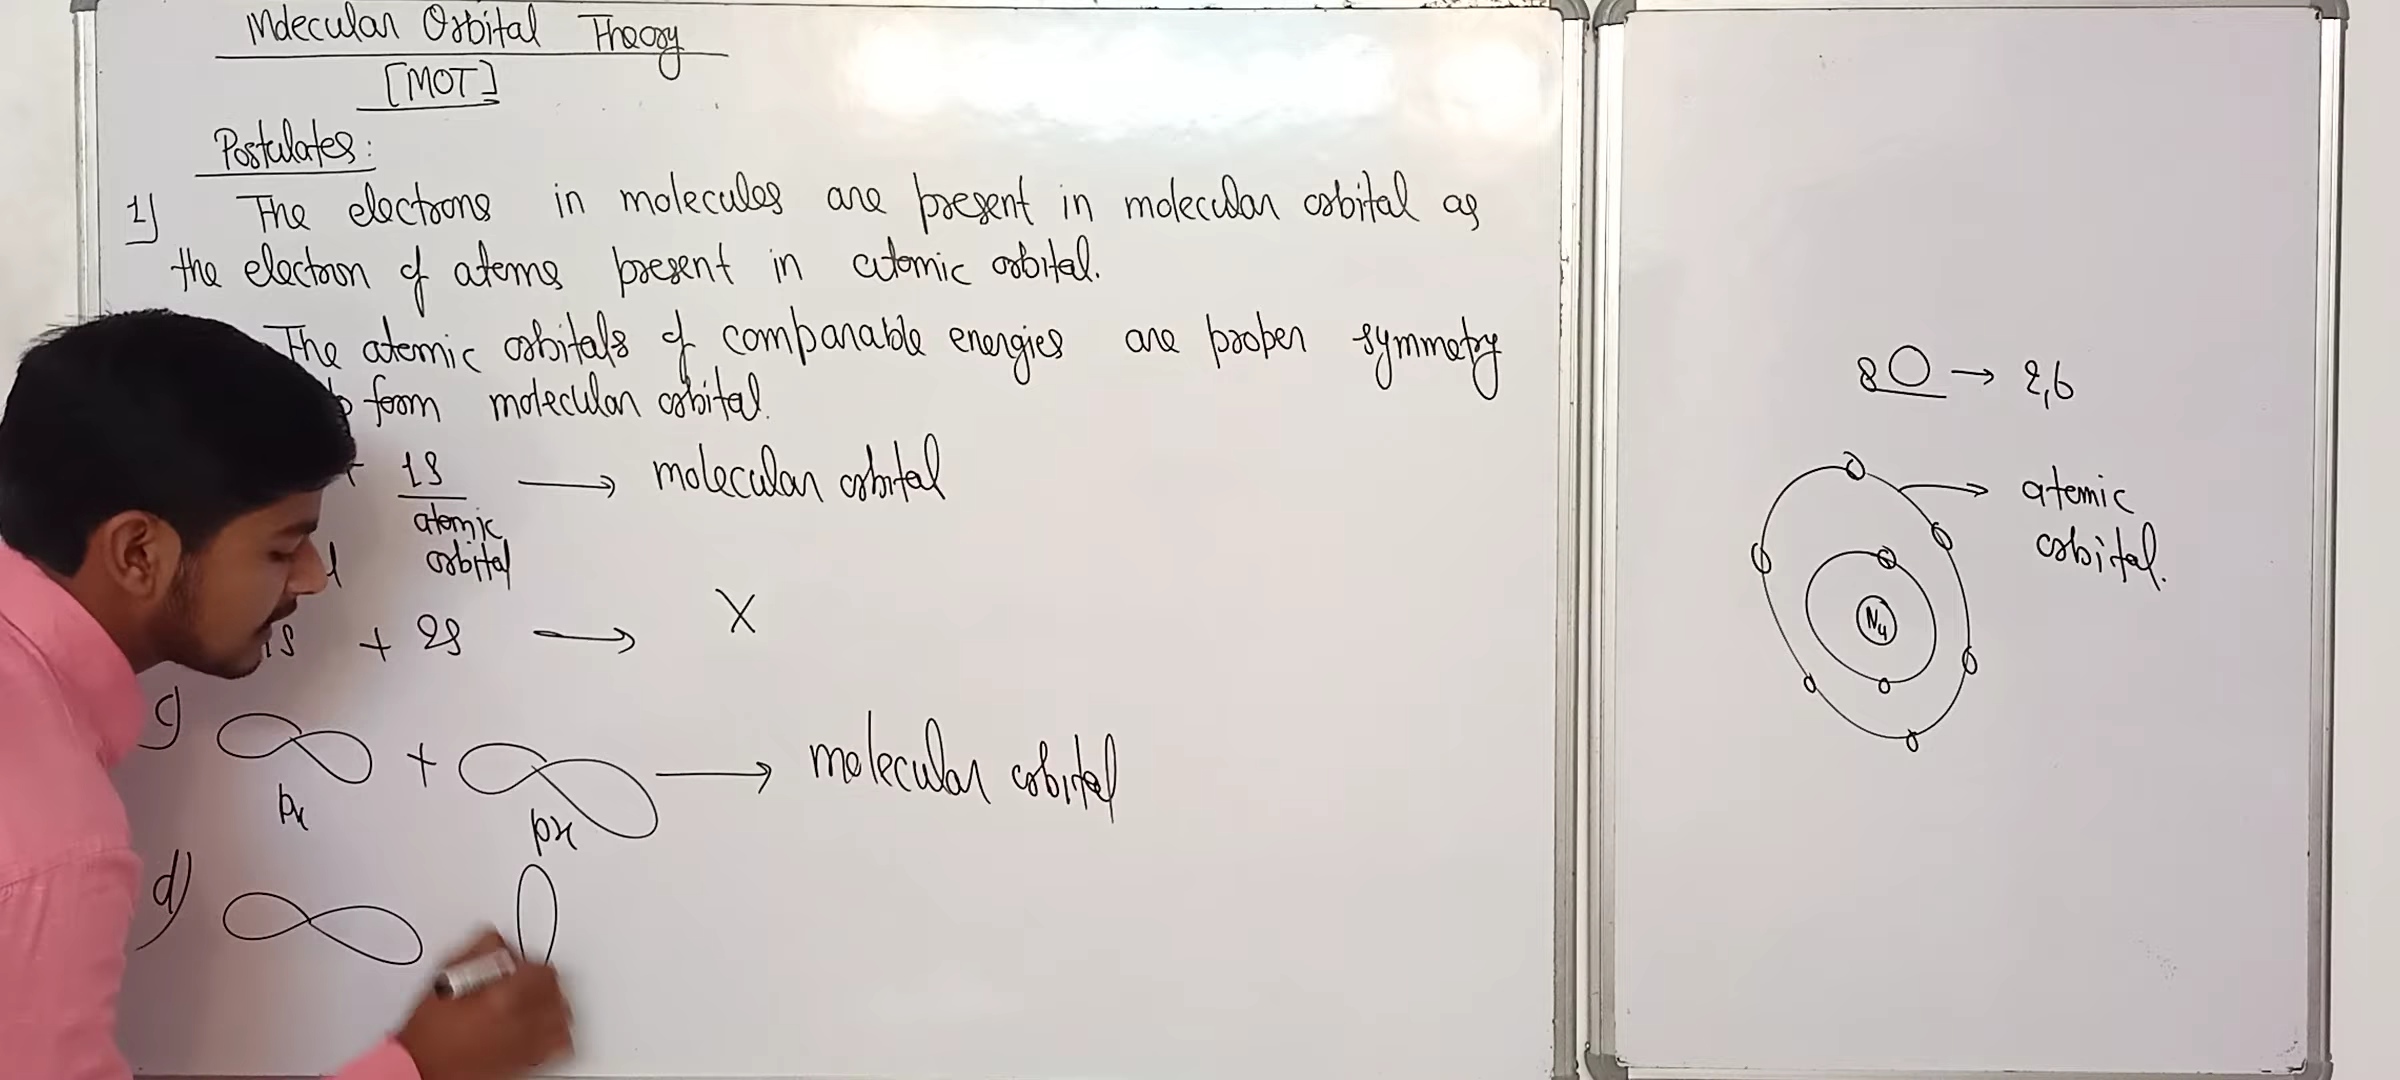 Molecular Orbital Theory
[MOT]
Postulates:
1) The electrons in molecules are present in molecular orbital as
the electron of atoms present in atomic orbital.
The atomic orbitals of comparable energies are proper symmetry
form molecular orbital.
+ 1s → molecular orbital
atomic
orbital
1s + 2s → X
c) + → molecular orbital
px px
d)
8O → 2,6
atomic
orbital.
Nu